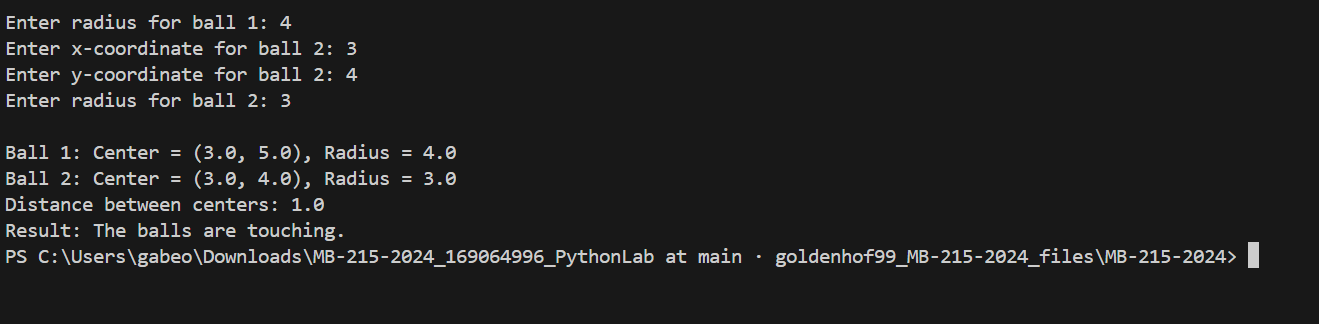 Enter radius for ball 1: 4
Enter x-coordinate for ball 2: 3
Enter y-coordinate for ball 2: 4
Enter radius for ball 2: 3
Ball 1: Center = (3.0, 5.0), Radius = 4.0
Ball 2: Center = (3.0, 4.0), Radius = 3.0
Distance between centers: 1.0
Result: The balls are touching.
PS C:\Users\gabeo\Downloads\MB-215-2024_169064996_PythonLab at main · goldenhof99_MB-215-2024_files\MB-215-2024>